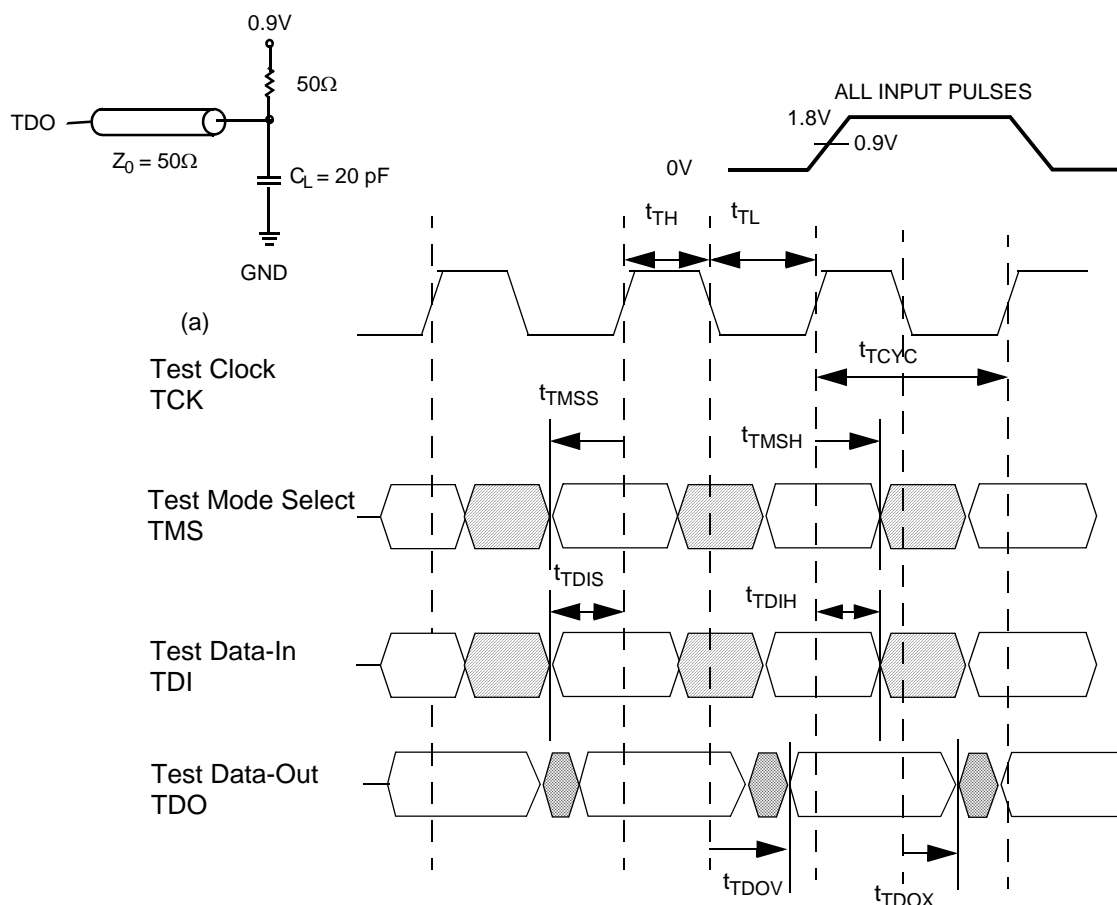 0.9V
50Ω
TDO
Z0 = 50Ω
CL = 20 pF
GND
(a)
ALL INPUT PULSES
1.8V
0.9V
0V
tTH
tTL
Test Clock
TCK
tTCYC
tTMSS
tTMSH
Test Mode Select
TMS
tTDIS
tTDIH
Test Data-In
TDI
Test Data-Out
TDO
tTDOV
tTDOX